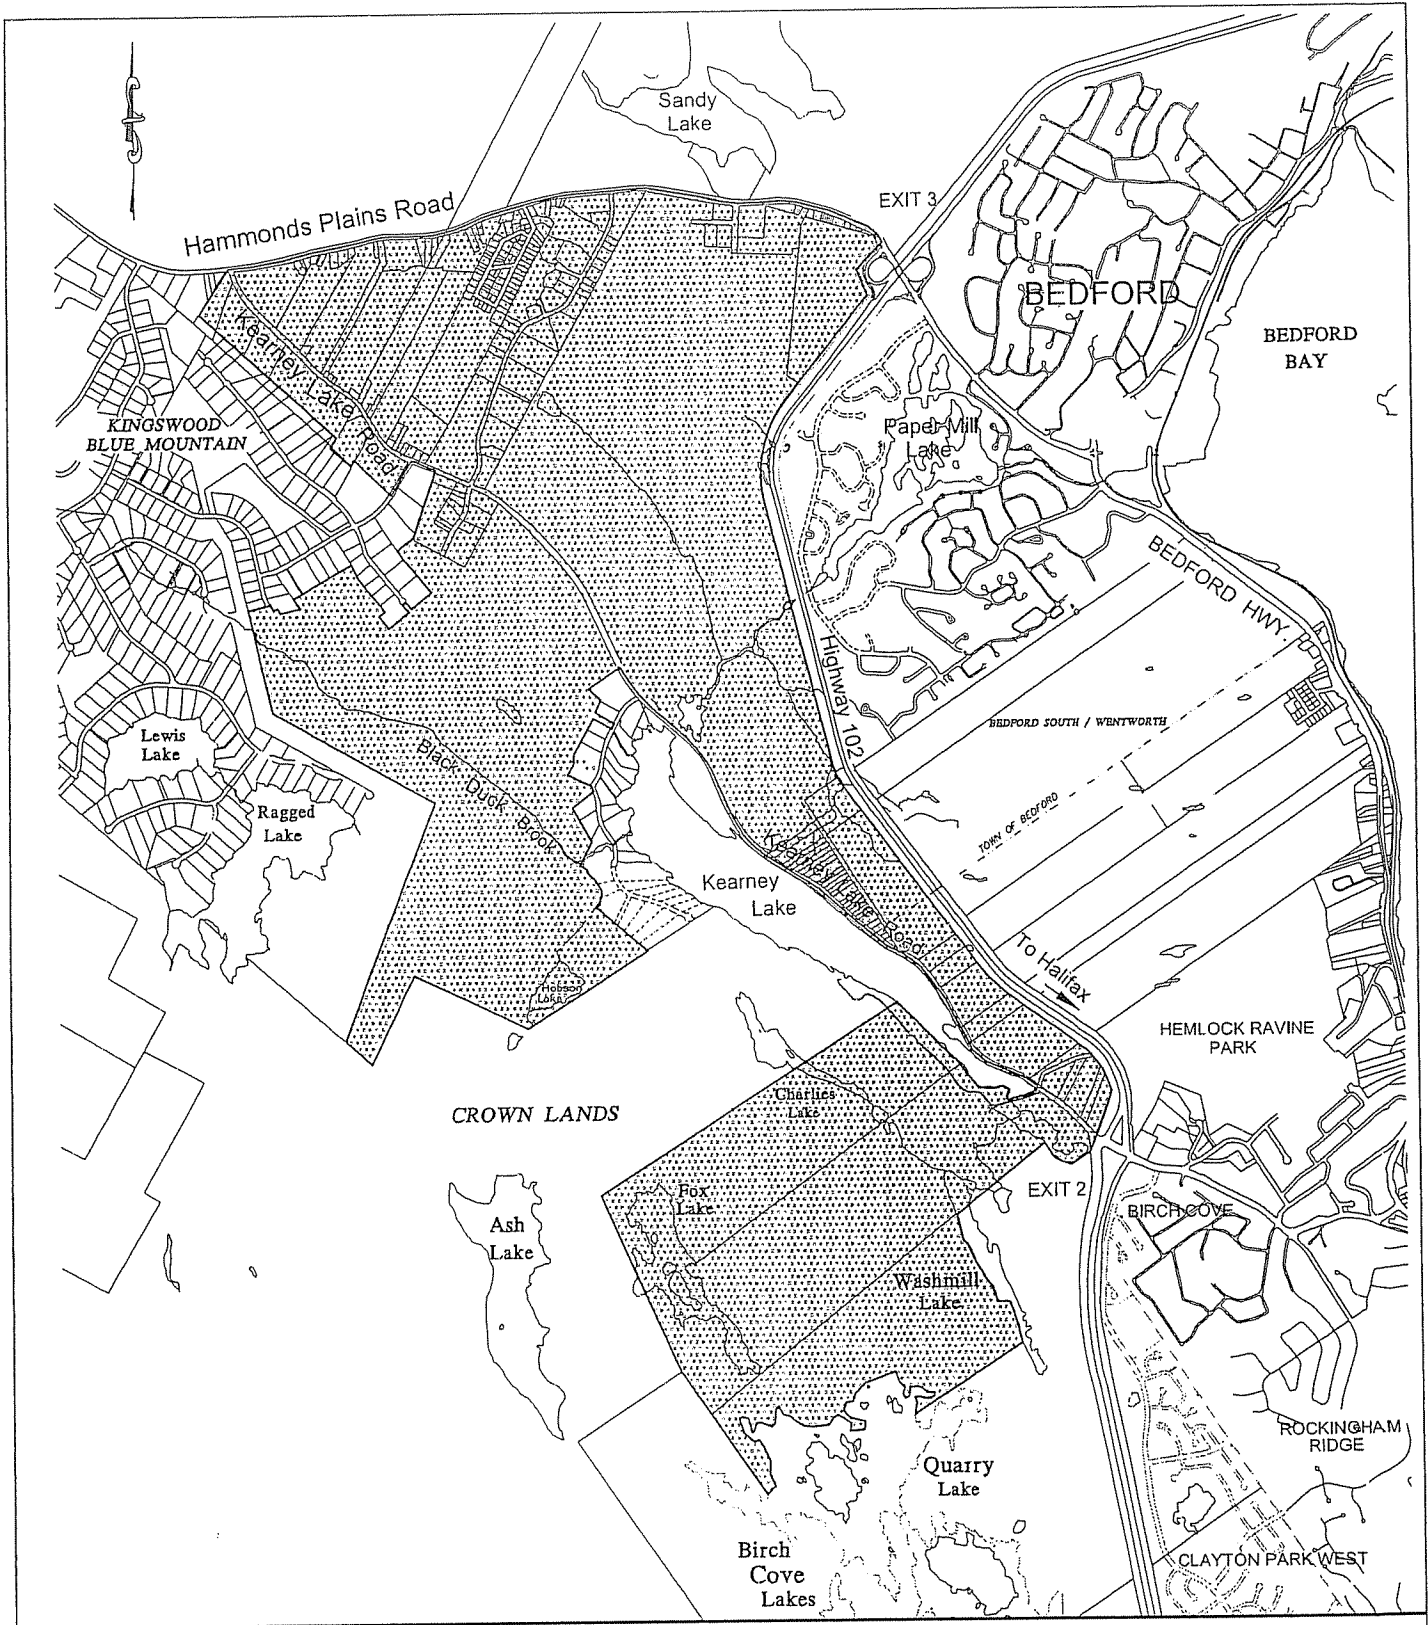 Sandy
Lake
EXIT 3
Hammonds Plains Road
BEDFORD
BEDFORD
BAY
Kearney Lake Road
KINGSWOOD
BLUE MOUNTAIN
Paper Mill
Lake
BEDFORD HWY.
Highway 102
BEDFORD SOUTH / WENTWORTH
Lewis
Lake
Black Duck Brook
TOWN OF BEDFORD
Ragged
Lake
Kearney Lake Road
Kearney
Lake
To Halifax
Hobson
Lake
HEMLOCK RAVINE
PARK
Charlies
Lake
CROWN LANDS
EXIT 2
Fox
Lake
BIRCH COVE
Ash
Lake
Washmill
Lake
ROCKINGHAM
RIDGE
Quarry
Lake
Birch
Cove
Lakes
CLAYTON PARK WEST